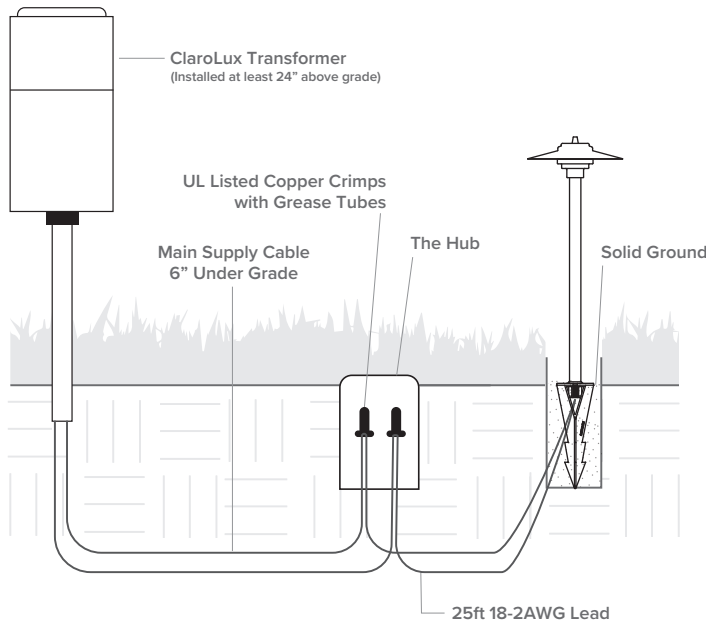 ClaroLux Transformer
(Installed at least 24” above grade)
UL Listed Copper Crimps
with Grease Tubes
The Hub
Main Supply Cable
6” Under Grade
Solid Ground
25ft 18-2AWG Lead